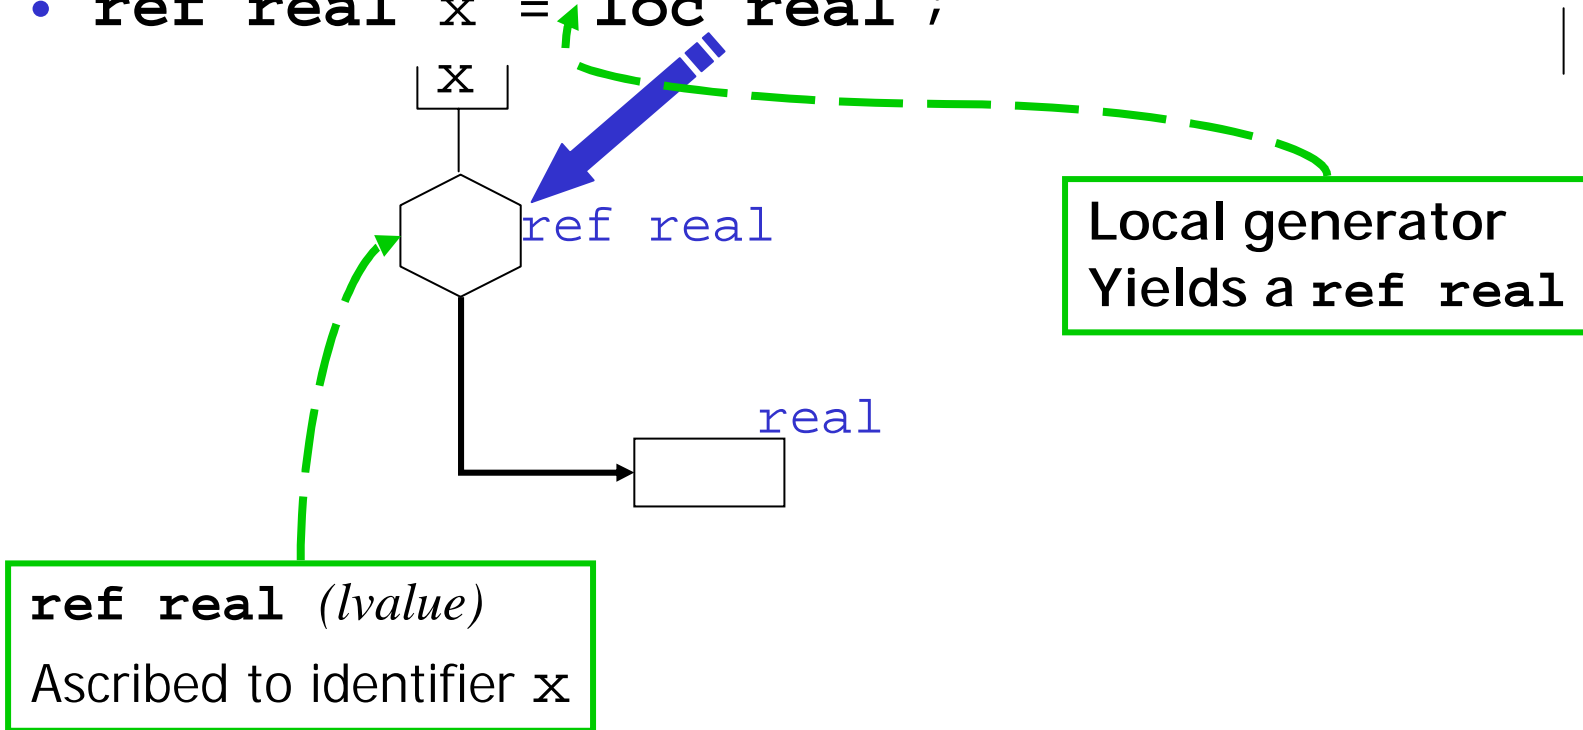 • ref real x = loc real ;
x
ref real
Local generator
Yields a ref real
real
ref real (lvalue)
Ascribed to identifier x